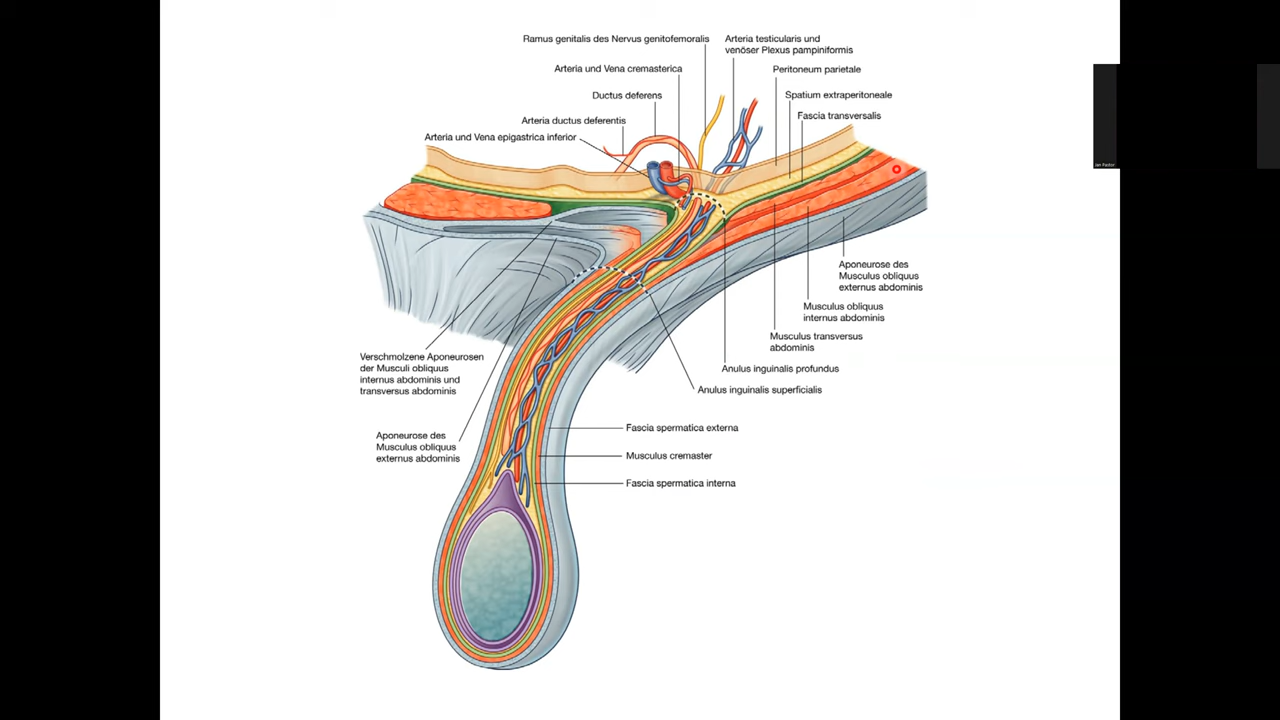 Ramus genitalis des Nervus genitofemoralis
Arteria testicularis und
venöser Plexus pampiniformis
Arteria und Vena cremasterica
Peritoneum parietale
Ductus deferens
Spatium extraperitoneale
Arteria ductus deferentis
Fascia transversalis
Arteria und Vena epigastrica inferior
Aponeurose des
Musculus obliquus
externus abdominis
Musculus obliquus
internus abdominis
Musculus transversus
abdominis
Verschmolzene Aponeurosen
der Musculi obliquus
internus abdominis und
transversus abdominis
Anulus inguinalis profundus
Anulus inguinalis superficialis
Aponeurose des
Musculus obliquus
externus abdominis
Fascia spermatica externa
Musculus cremaster
Fascia spermatica interna